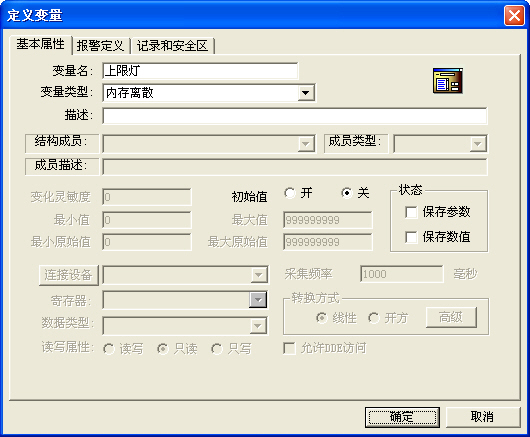 定义变量
基本属性 报警定义 记录和安全区
变量名: 上限灯
变量类型: 内存离散
描述:
结构成员: 成员类型:
成员描述:
变化灵敏度 0 初始值 开 关 状态
保存参数
最小值 0 最大值 999999999
保存数值
最小原始值 0 最大原始值 999999999
连接设备 采集频率 1000 毫秒
寄存器: 转换方式
线性 开方 高级
数据类型:
读写属性: 读写 只读 只写 允许DDE访问
确定 取消